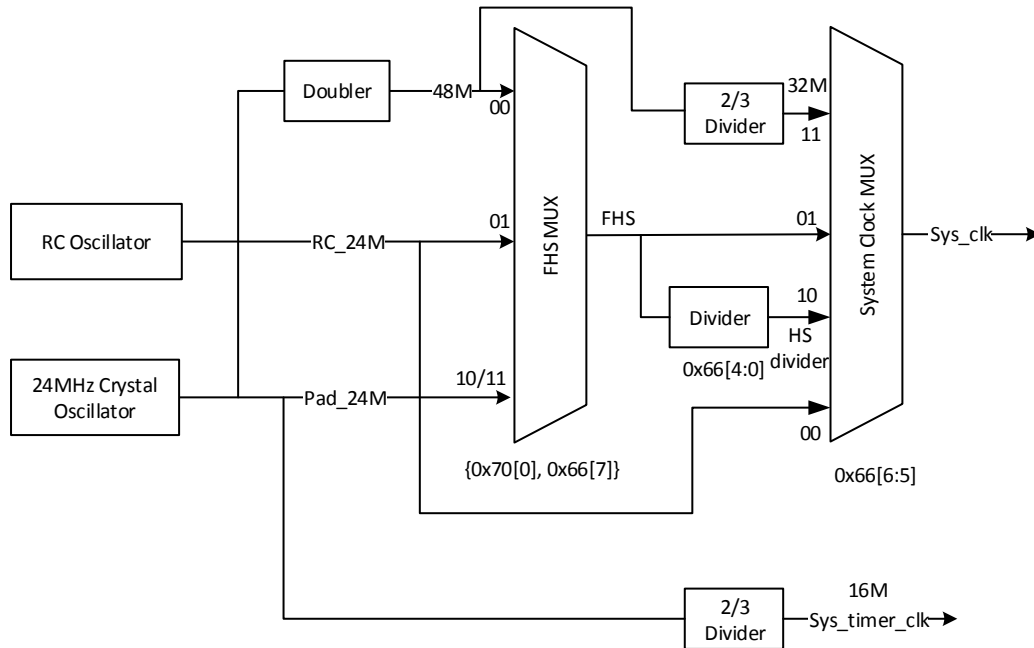 Doubler
48M
00
2/3
Divider
32M
11
RC Oscillator
RC_24M
01
FHS MUX
FHS
01
System Clock MUX
Sys_clk
Divider
10
HS
divider
0x66[4:0]
24MHz Crystal
Oscillator
Pad_24M
10/11
00
{0x70[0], 0x66[7]}
0x66[6:5]
2/3
Divider
16M
Sys_timer_clk